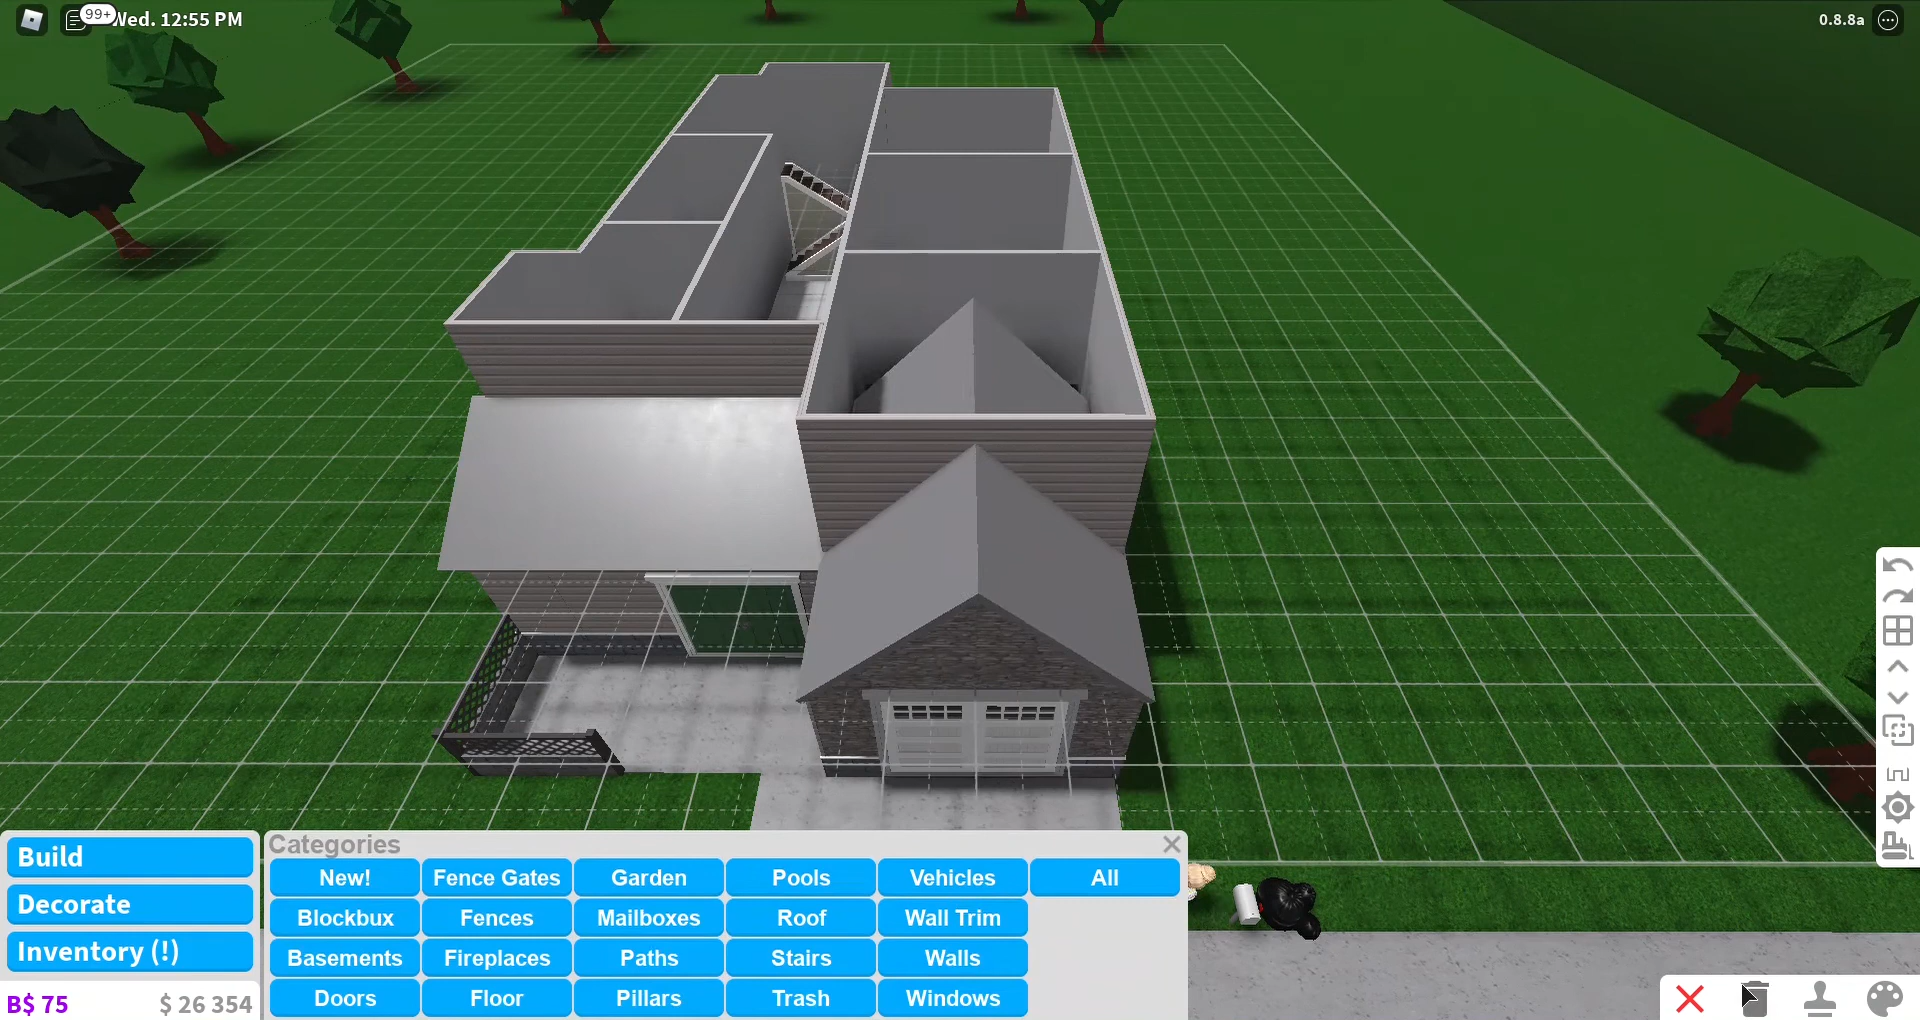 99+
Wed. 12:55 PM
0.8.8a
Build
Decorate
Inventory (!)
B$ 75
$ 26 354
Categories
New! Fence Gates Garden Pools Vehicles All
Blockbux Fences Mailboxes Roof Wall Trim
Basements Fireplaces Paths Stairs Walls
Doors Floor Pillars Trash Windows